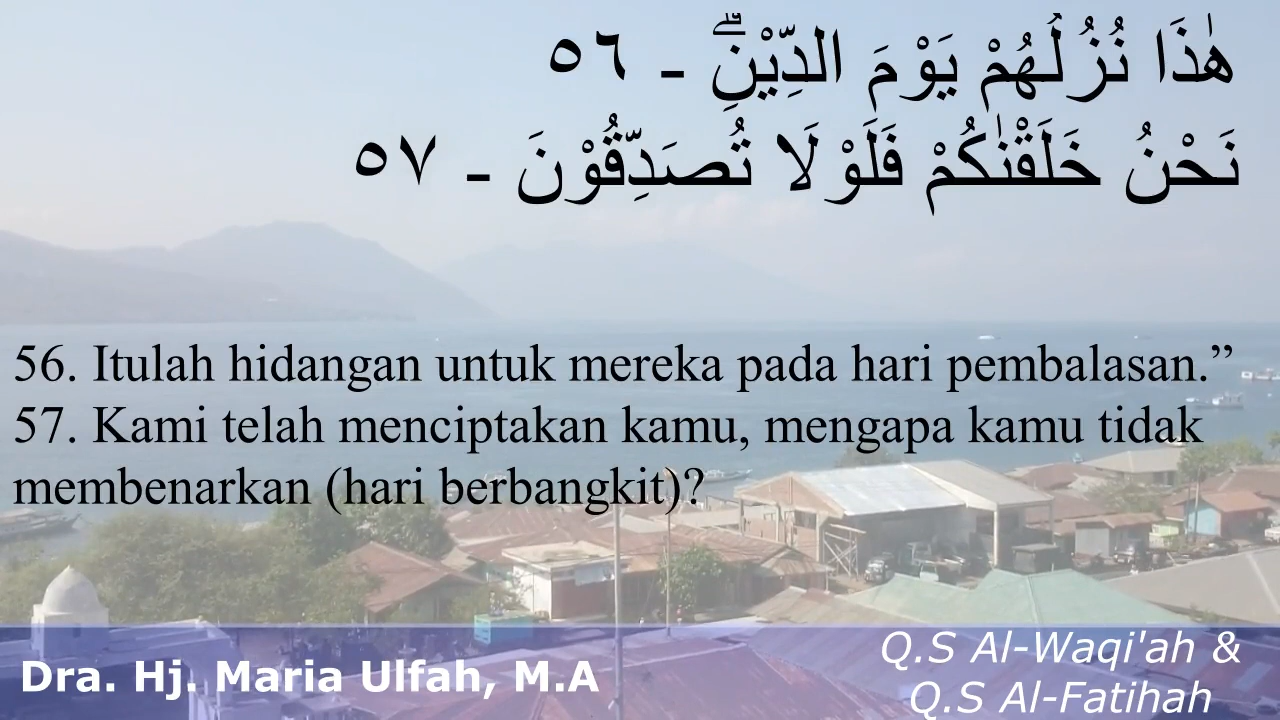 هٰذَا نُزُلُهُمْ يَوْمَ الدِّيْنِۗ - ٥٦
نَحْنُ خَلَقْنٰكُمْ فَلَوْلَا تُصَدِّقُوْنَ - ٥٧
56. Itulah hidangan untuk mereka pada hari pembalasan.”
57. Kami telah menciptakan kamu, mengapa kamu tidak
membenarkan (hari berbangkit)?
Dra. Hj. Maria Ulfah, M.A
Q.S Al-Waqi'ah &
Q.S Al-Fatihah